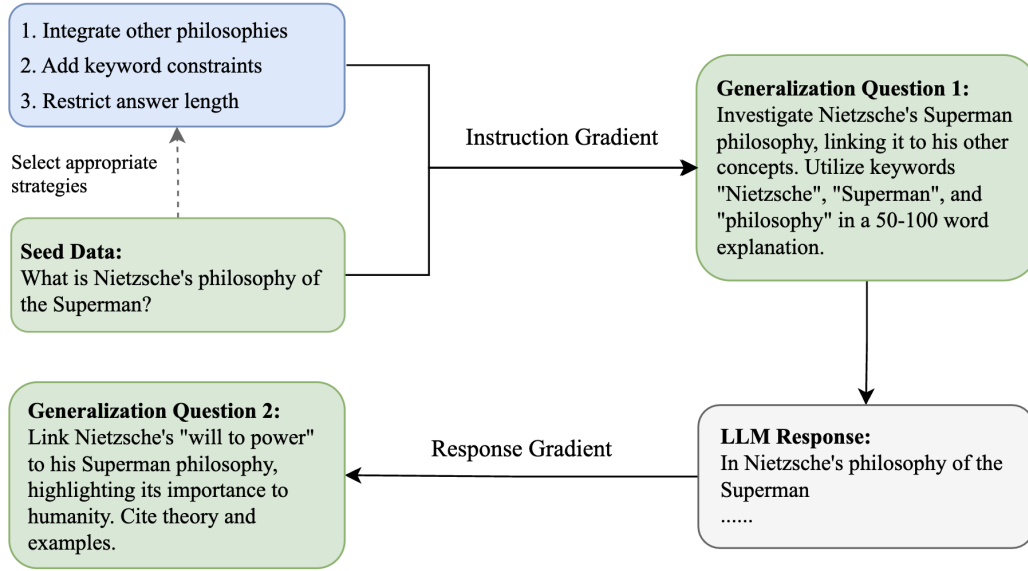 1. Integrate other philosophies
2. Add keyword constraints
3. Restrict answer length
Select appropriate
strategies
Seed Data:
What is Nietzsche's philosophy of
the Superman?
Instruction Gradient
Generalization Question 1:
Investigate Nietzsche's Superman
philosophy, linking it to his other
concepts. Utilize keywords
"Nietzsche", "Superman", and
"philosophy" in a 50-100 word
explanation.
LLM Response:
In Nietzsche's philosophy of the
Superman
......
Response Gradient
Generalization Question 2:
Link Nietzsche's "will to power"
to his Superman philosophy,
highlighting its importance to
humanity. Cite theory and
examples.